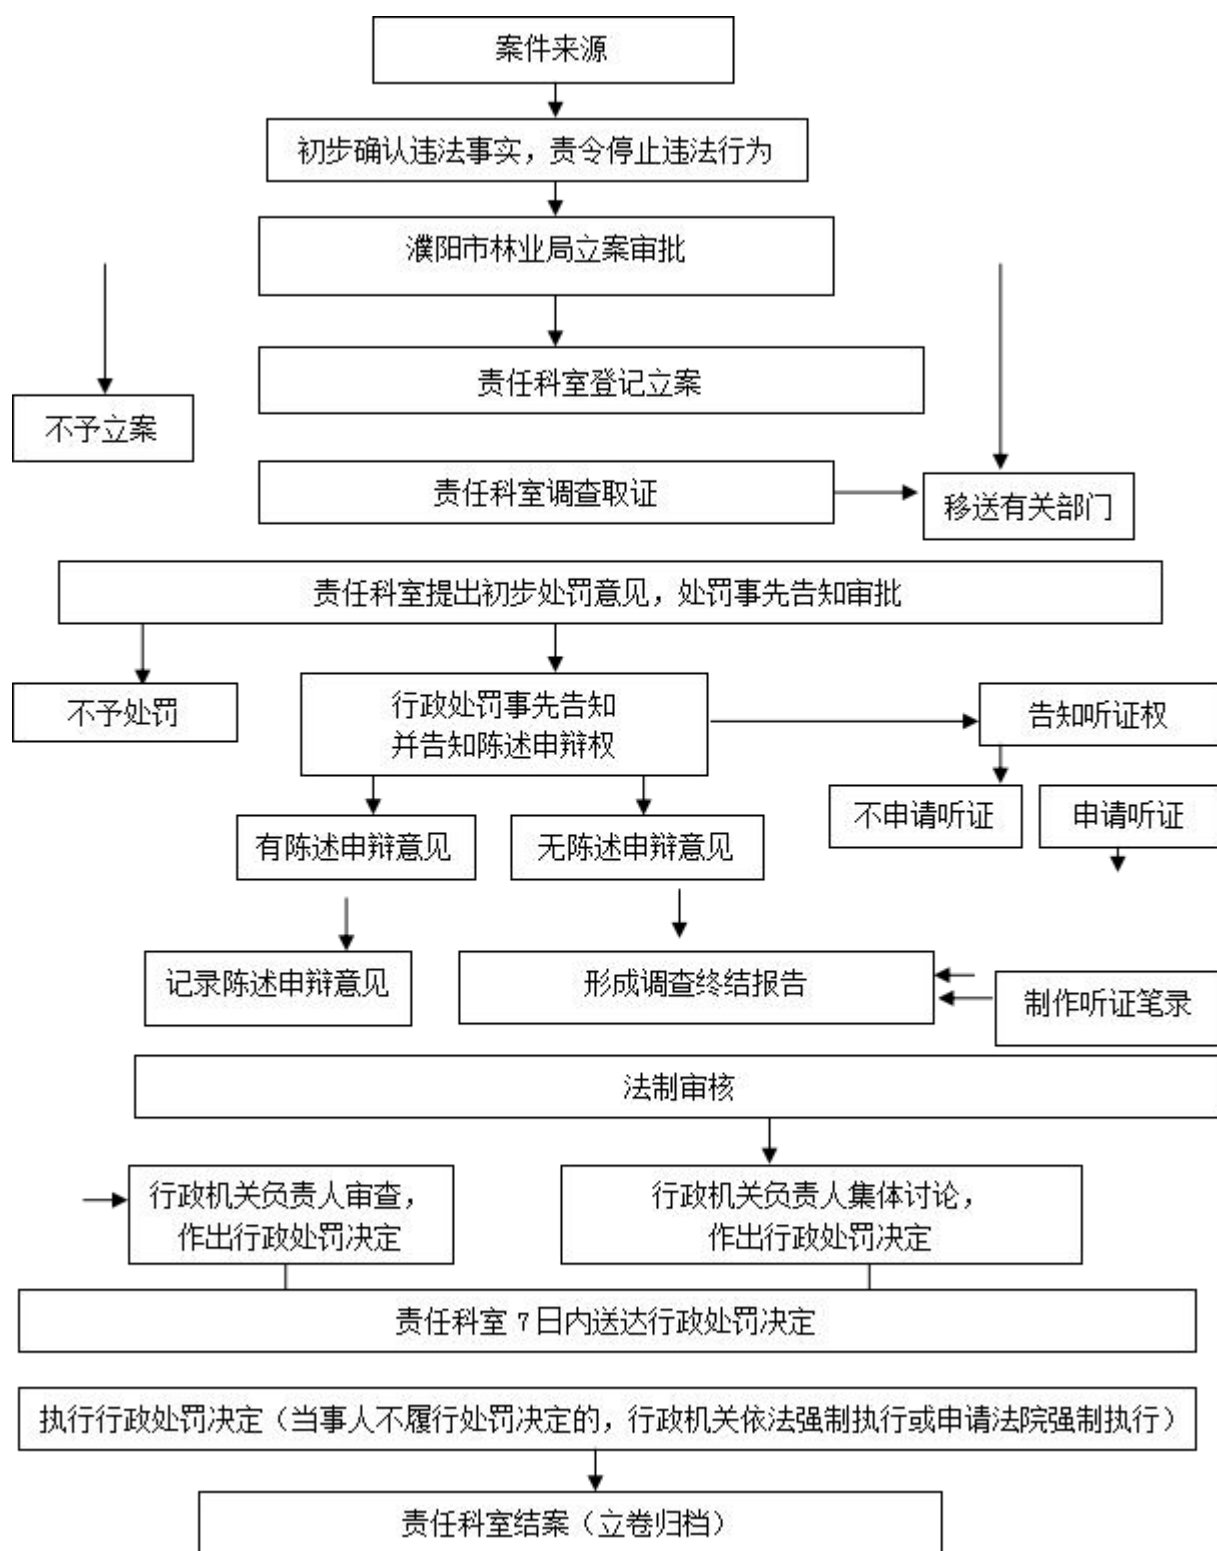 案件来源
初步确认违法事实，责令停止违法行为
濮阳市林业局立案审批
责任科室登记立案
不予立案
责任科室调查取证
移送有关部门
责任科室提出初步处罚意见，处罚事先告知审批
不予处罚
行政处罚事先告知
并告知陈述申辩权
告知听证权
不申请听证
申请听证
有陈述申辩意见
无陈述申辩意见
记录陈述申辩意见
形成调查终结报告
制作听证笔录
法制审核
行政机关负责人审查，
作出行政处罚决定
行政机关负责人集体讨论，
作出行政处罚决定
责任科室 7 日内送达行政处罚决定
执行行政处罚决定（当事人不履行处罚决定的，行政机关依法强制执行或申请法院强制执行）
责任科室结案（立卷归档）